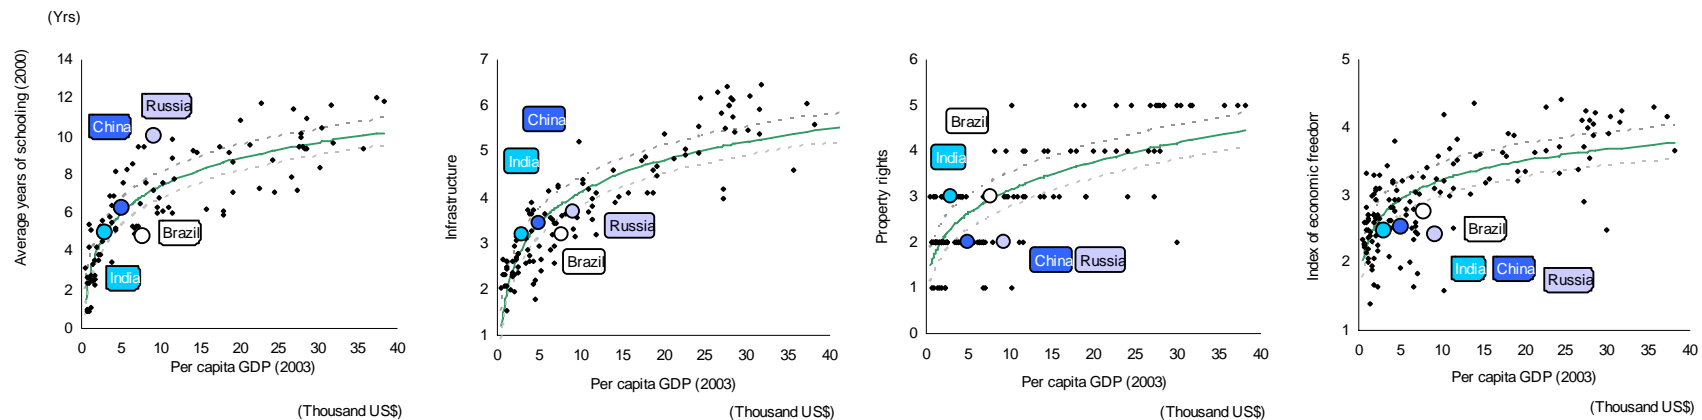 (Yrs)
Average years of schooling (2000)
14
12
10
8
6
4
2
0
Russia
China
Brazil
India
0 5 10 15 20 25 30 35 40
Per capita GDP (2003)
(Thousand US$)
Infrastructure
7
6
5
4
3
2
1
China
India
Russia
Brazil
0 5 10 15 20 25 30 35 40
Per capita GDP (2003)
(Thousand US$)
Property rights
6
5
4
3
2
1
0
Brazil
India
China Russia
0 5 10 15 20 25 30 35 40
Per capita GDP (2003)
(Thousand US$)
Index of economic freedom
5
4
3
2
1
Brazil
India China
Russia
0 5 10 15 20 25 30 35 40
Per capita GDP (2003)
(Thousand US$)